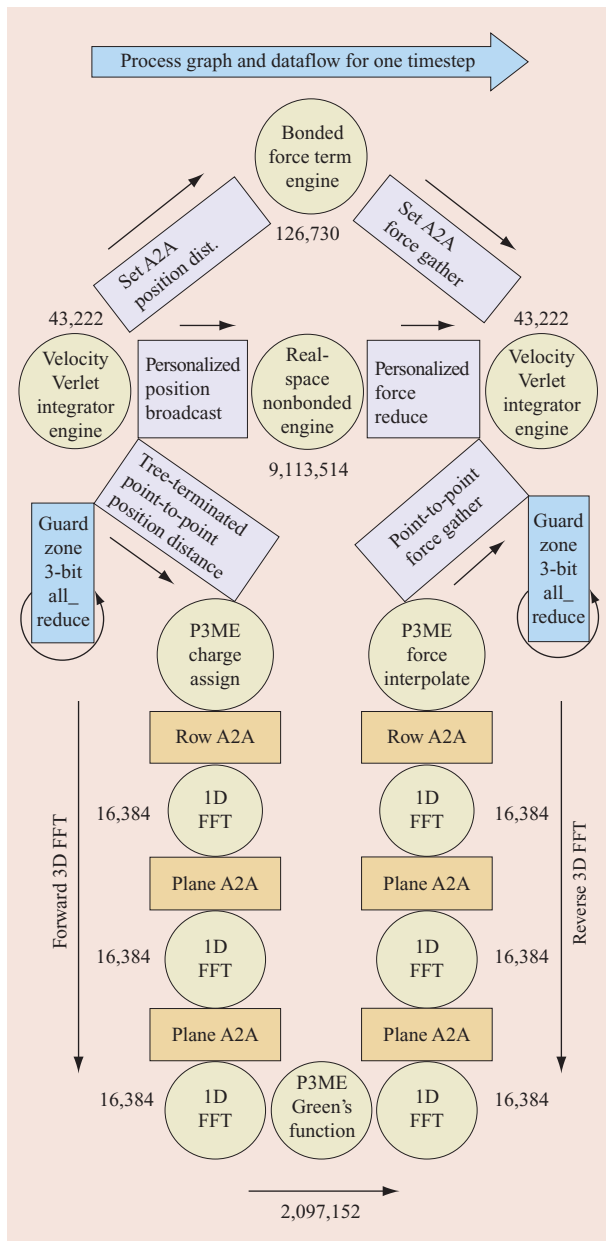 Process graph and dataflow for one timestep
Bonded
force term
engine
126,730
Set A2A
position dist.
Set A2A
force gather
43,222
Velocity
Verlet
integrator
engine
Personalized
position
broadcast
Real-
space
nonbonded
engine
9,113,514
Personalized
force
reduce
43,222
Velocity
Verlet
integrator
engine
Tree-terminated
point-to-point
position distance
Point-to-point
force gather
Guard
zone
3-bit
all_
reduce
Guard
zone
3-bit
all_
reduce
P3ME
charge
assign
P3ME
force
interpolate
Row A2A
Row A2A
16,384
1D
FFT
1D
FFT
16,384
Plane A2A
Plane A2A
Forward 3D FFT
Reverse 3D FFT
16,384
1D
FFT
1D
FFT
16,384
Plane A2A
Plane A2A
16,384
1D
FFT
P3ME
Green's
function
1D
FFT
16,384
2,097,152